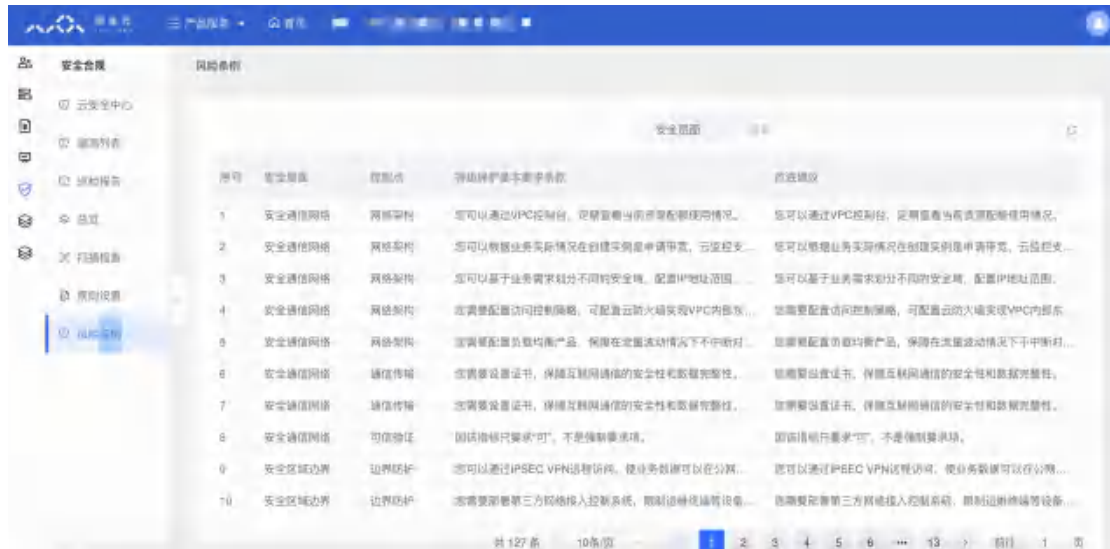 产品服务 首页
安全合规
云安全中心
巡检报告
总览
扫描检查
规则设置
风险条例
安全层面
序号 安全层面 控制点 等级保护基本要求条款 改进建议
1 安全通信网络 网络架构 您可以通过VPC控制台，定期查看当前资源配额使用情况。 您可以通过VPC控制台，定期查看当前资源配额使用情况。
2 安全通信网络 网络架构 您可以根据业务实际情况在创建实例是申请带宽，云监控支... 您可以根据业务实际情况在创建实例是申请带宽，云监控支...
3 安全通信网络 网络架构 您可以基于业务需求划分不同的安全域，配置IP地址范围，... 您可以基于业务需求划分不同的安全域，配置IP地址范围，
4 安全通信网络 网络架构 您需要配置访问控制策略，可配置云防火墙实现VPC内部东... 您需要配置访问控制策略，可配置云防火墙实现VPC内部东
5 安全通信网络 网络架构 您需要配置负载均衡产品，保障在流量波动情况下不中断对... 您需要配置负载均衡产品，保障在流量波动情况下不中断对...
6 安全通信网络 通信传输 您需要设置证书，保障互联网通信的安全性和数据完整性。 您需要设置证书，保障互联网通信的安全性和数据完整性。
7 安全通信网络 通信传输 您需要设置证书，保障互联网通信的安全性和数据完整性。 您需要设置证书，保障互联网通信的安全性和数据完整性。
8 安全通信网络 可信验证 因该指标只要求“可”，不是强制要求项。 因该指标只要求“可”，不是强制要求项。
9 安全区域边界 边界防护 您可以通过IPSEC VPN远程访问，使业务数据可以在公网... 您可以通过IPSEC VPN远程访问，使业务数据可以在公网...
10 安全区域边界 边界防护 您需要部署第三方网络接入控制系统，限制运维终端等设备... 您需要部署第三方网络接入控制系统，限制运维终端等设备...
共 127 条 10条/页 1 2 3 4 5 6 ··· 13 > 前往 1 页